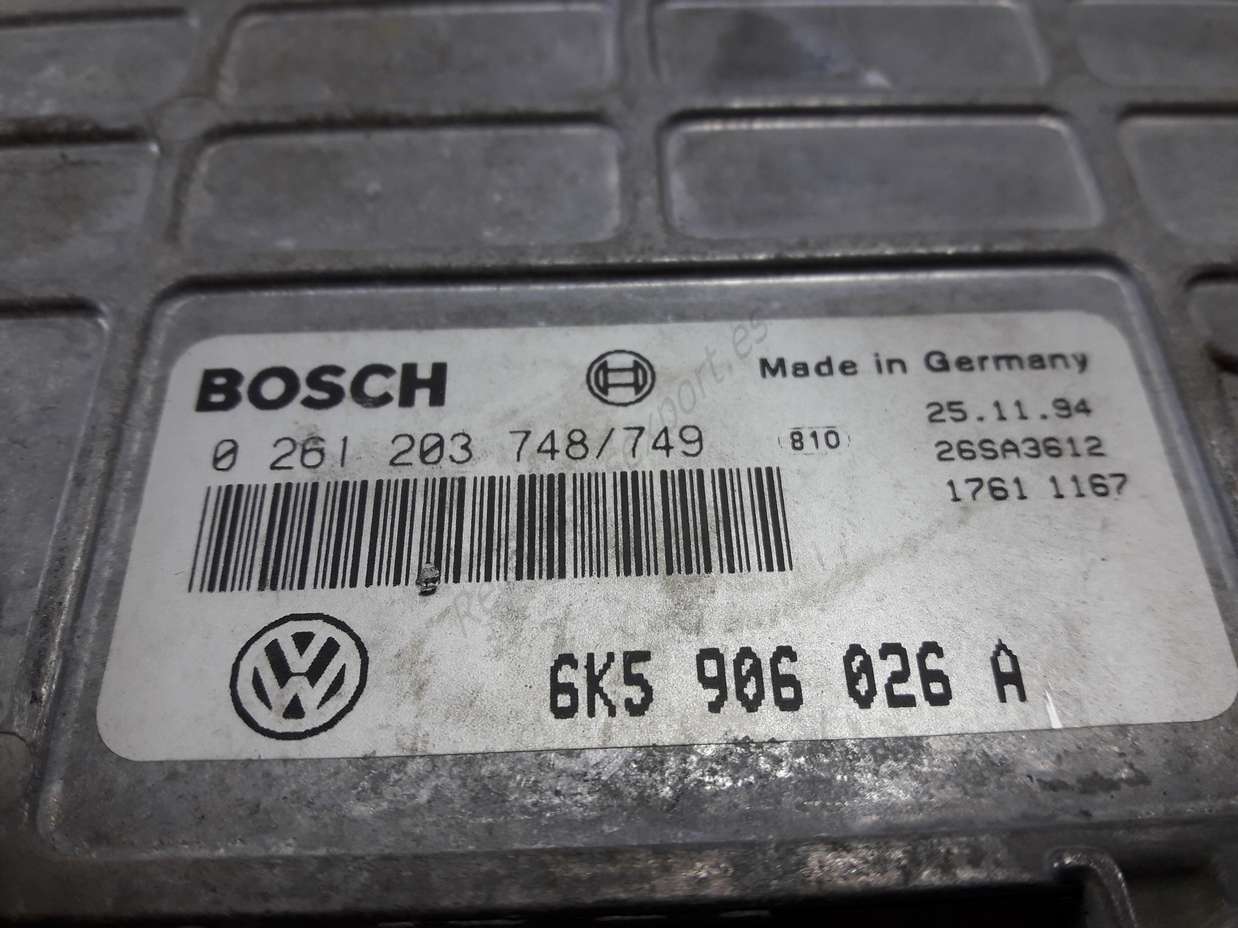 BOSCH
Made in Germany
25.11.94
0 261 203 748/749
810
26SA3612
1761 1167
VW
6K5 906 026 A